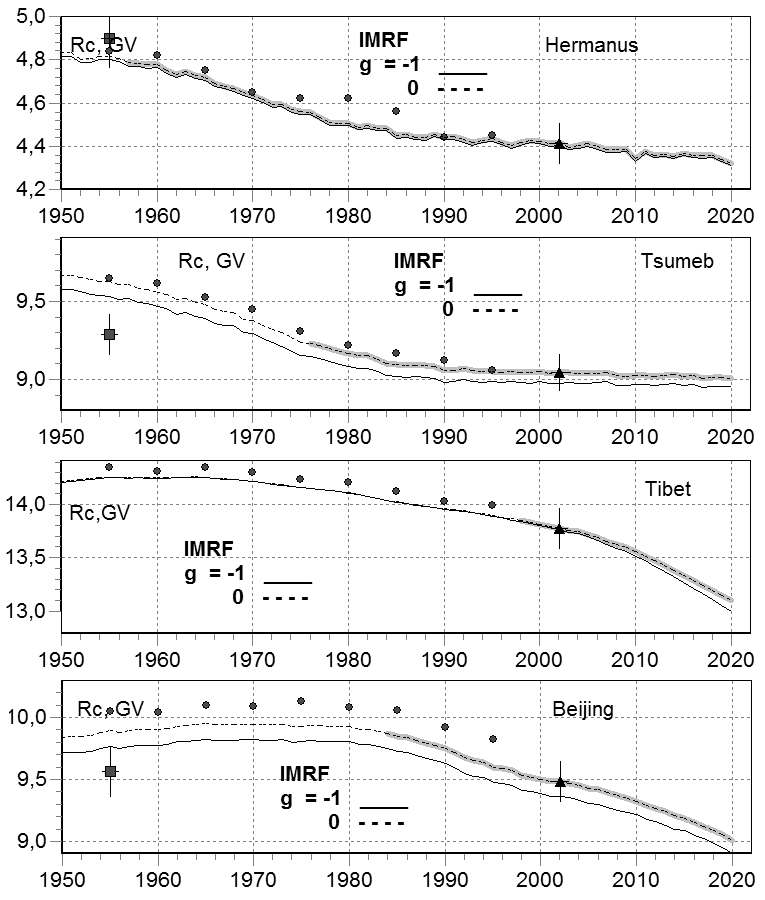 5,0
4,8
4,6
4,4
4,2
Rc, GV
IMRF
g = -1
0
Hermanus
1950 1960 1970 1980 1990 2000 2010 2020
9,5
9,0
Rc, GV
IMRF
g = -1
0
Tsumeb
1950 1960 1970 1980 1990 2000 2010 2020
14,0
13,5
13,0
Rc,GV
IMRF
g = -1
0
Tibet
1950 1960 1970 1980 1990 2000 2010 2020
10,0
9,5
9,0
Rc, GV
IMRF
g = -1
0
Beijing
1950 1960 1970 1980 1990 2000 2010 2020